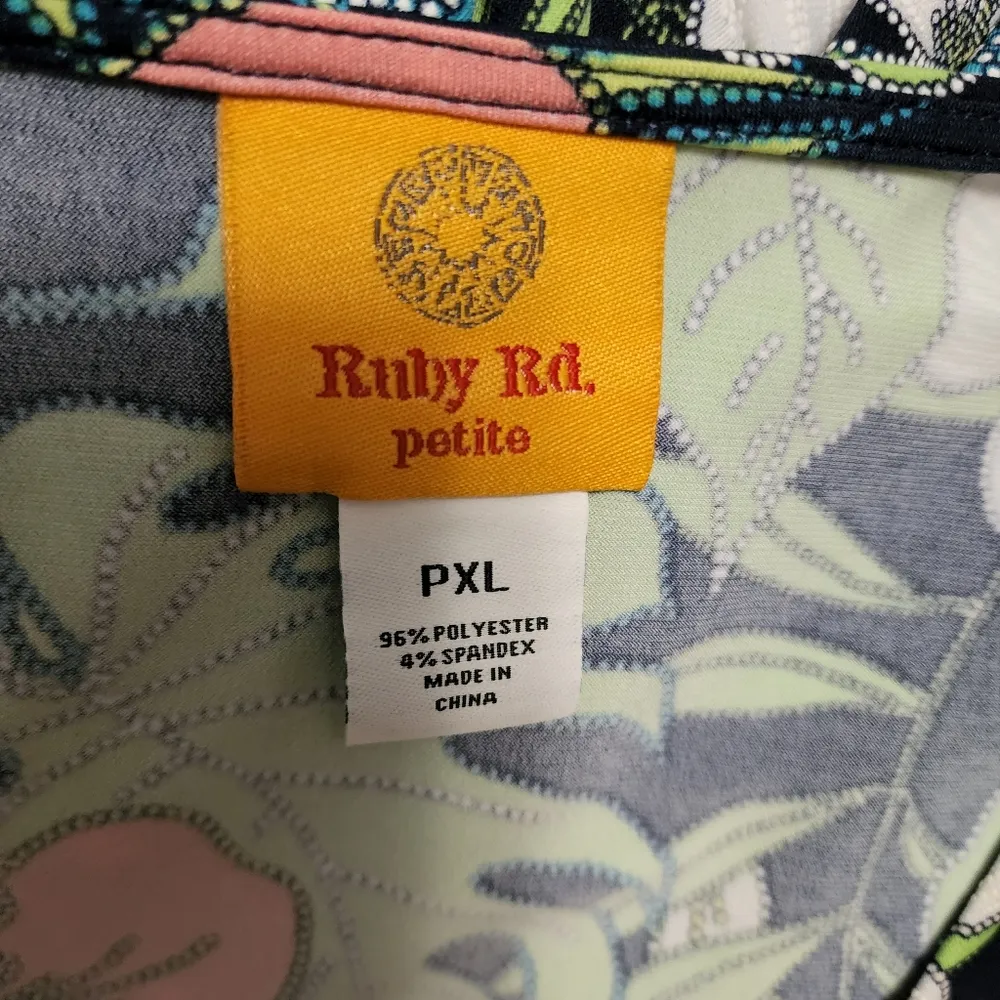 Ruby Rd.
petite
PXL
96% POLYESTER
4% SPANDEX
MADE IN
CHINA